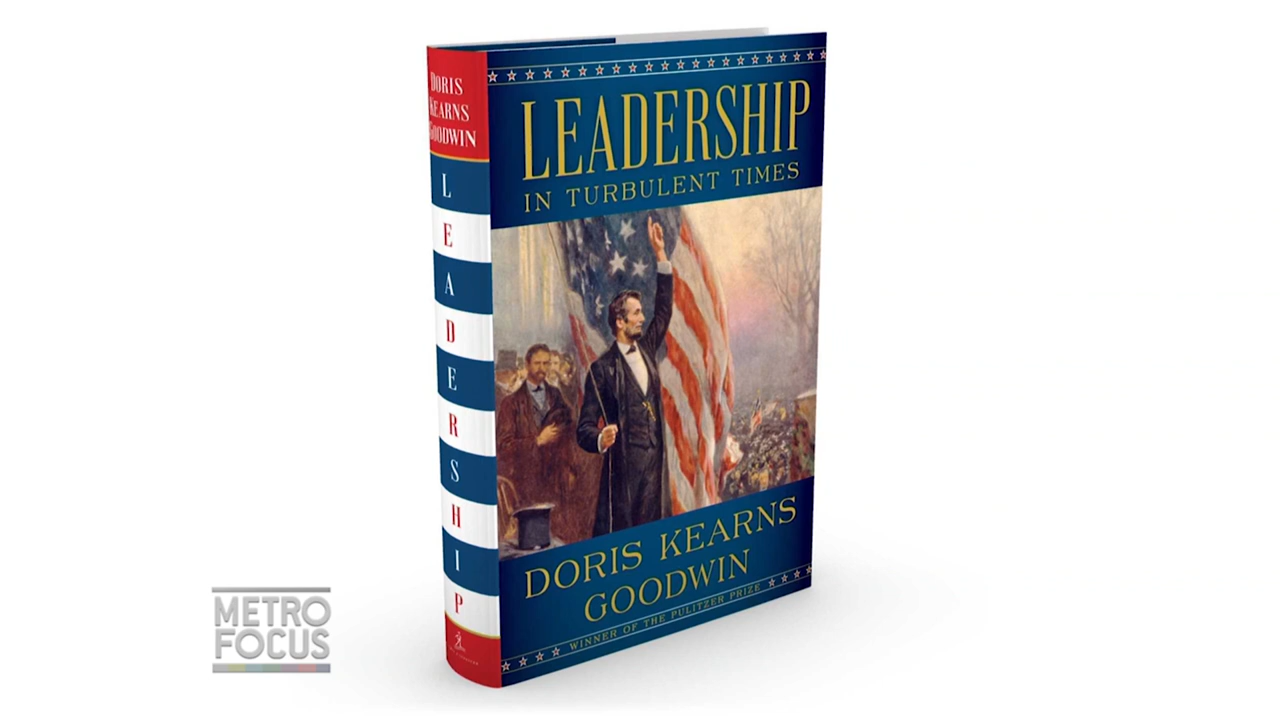 DORIS
KEARNS
GOODWIN
LEADERSHIP
LEADERSHIP
IN TURBULENT TIMES
DORIS KEARNS
GOODWIN
WINNER OF THE PULITZER PRIZE
METRO
FOCUS